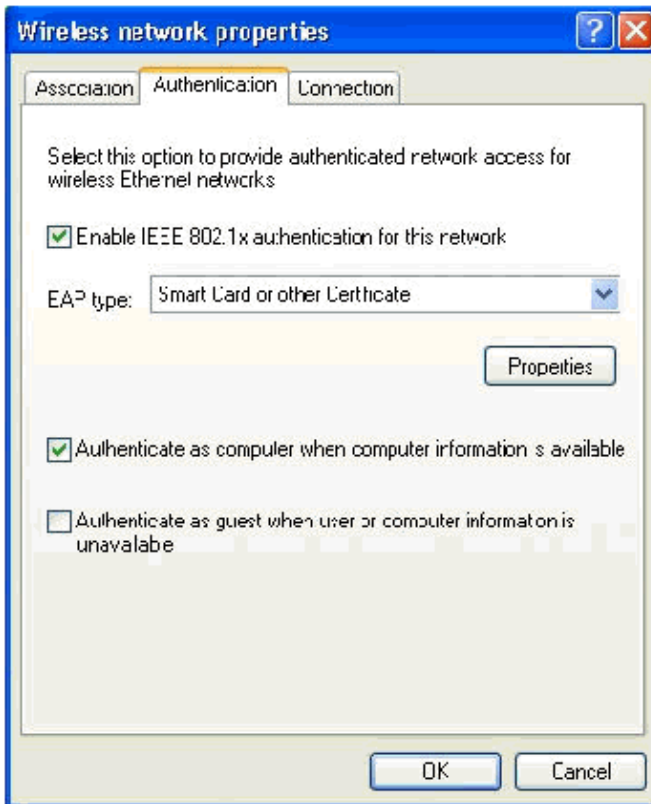 Wireless network properties
Association
Authentication
Connection
Select this option to provide authenticated network access for
wireless Ethernet networks
Enable IEEE 802.1x authentication for this network
EAP type:
Smart Card or other Certificate
Properties
Authenticate as computer when computer information is available
Authenticate as guest when user or computer information is
unavailable
OK
Cancel